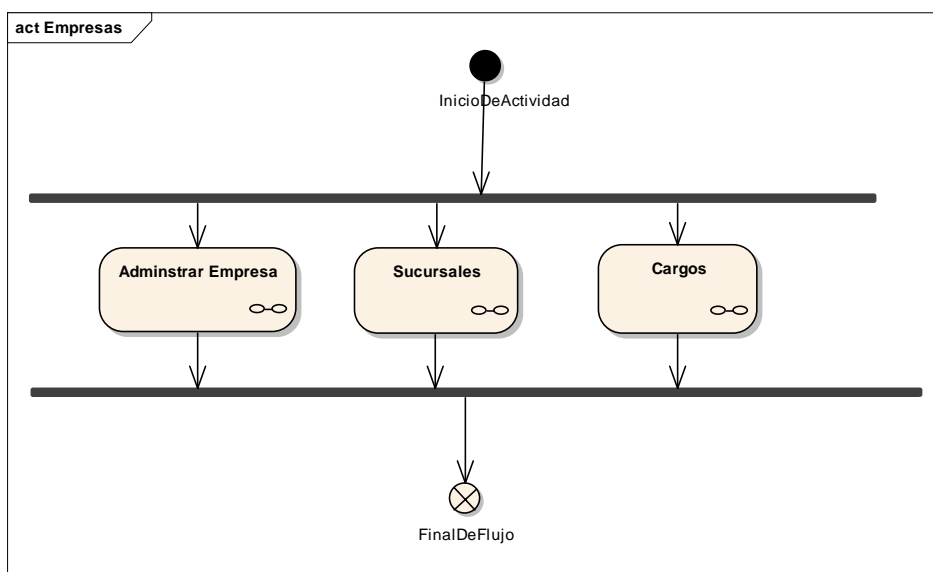 act Empresas
InicioDeActividad
Adminstrar Empresa
Sucursales
Cargos
FinalDeFlujo